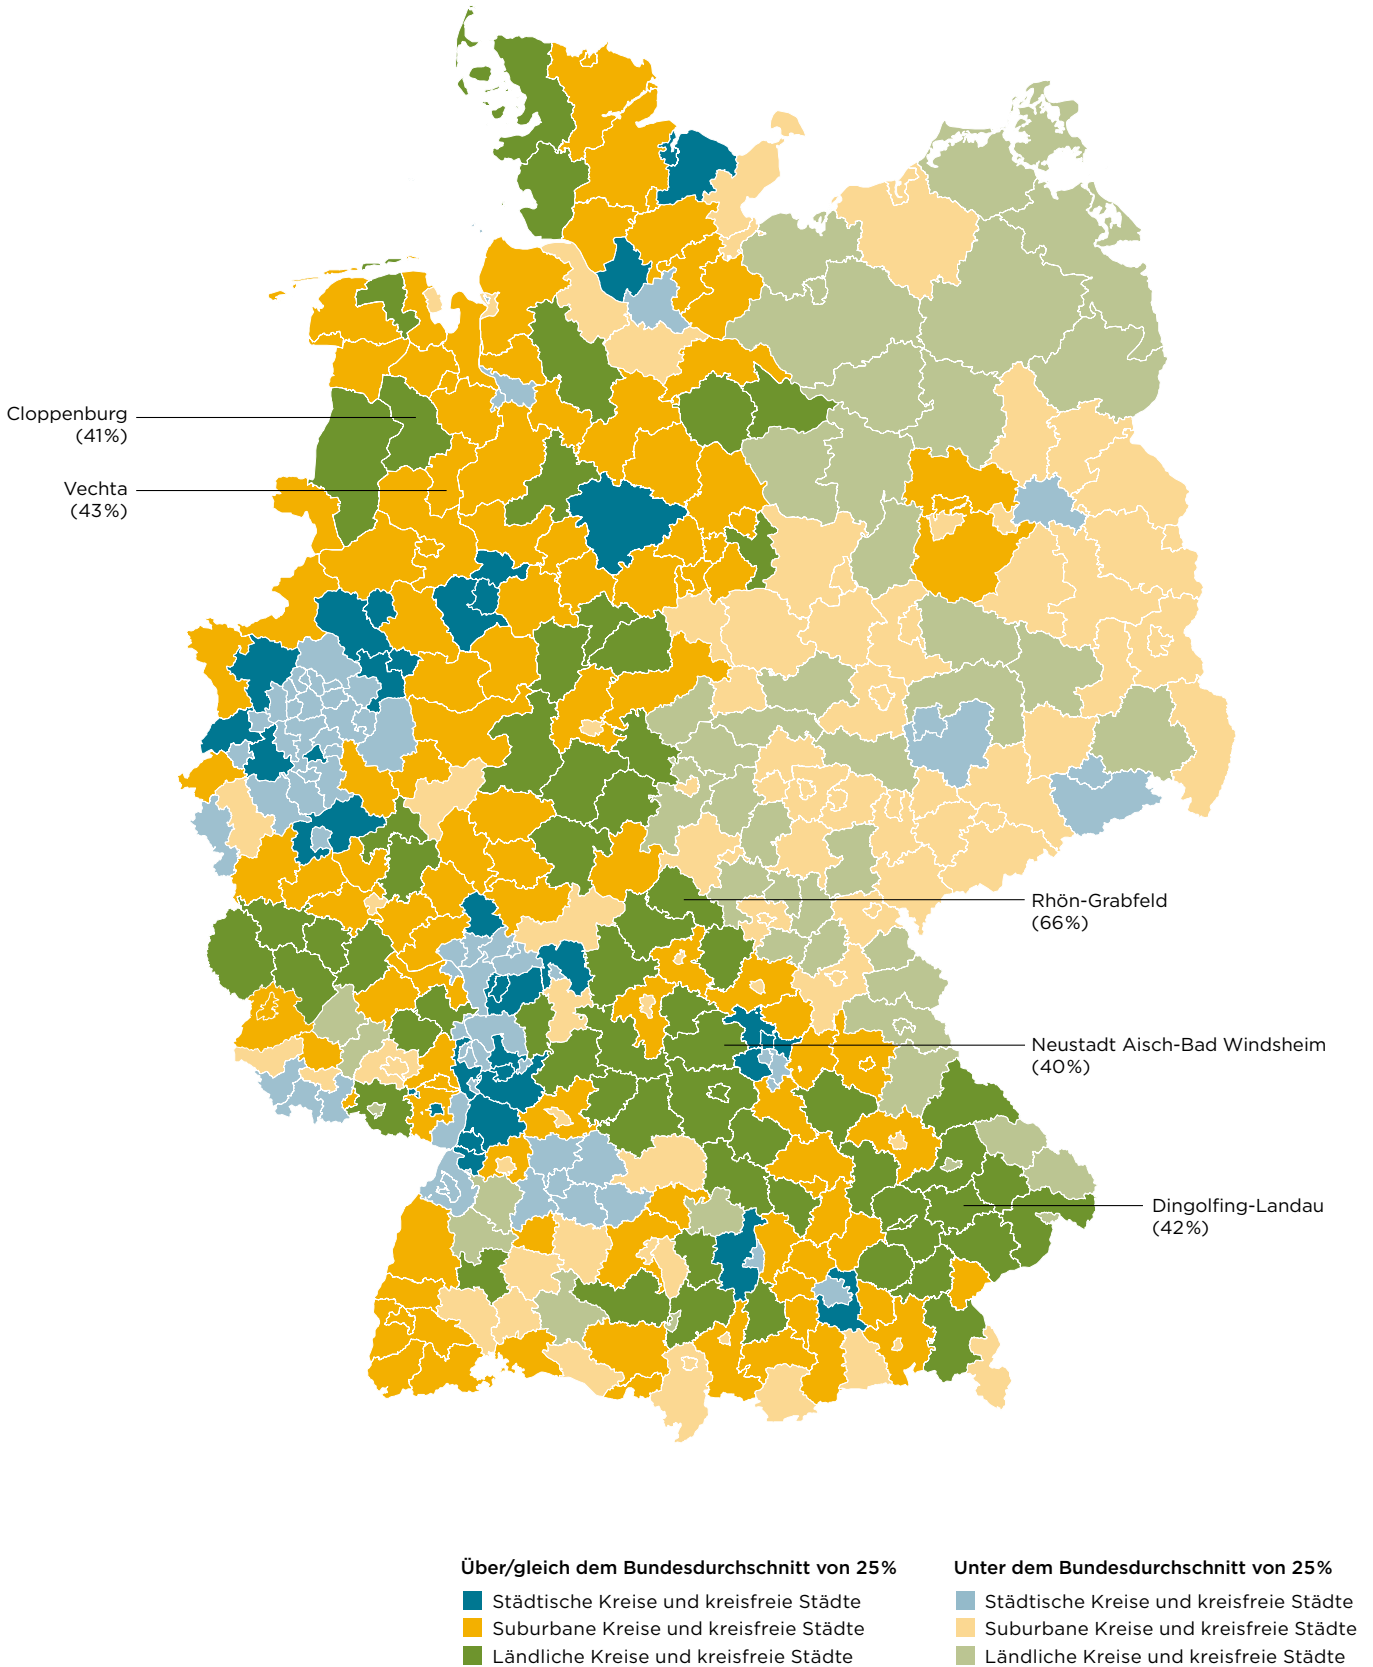 Cloppenburg
(41%)
Vechta
(43%)
Rhön-Grabfeld
(66%)
Neustadt Aisch-Bad Windsheim
(40%)
Dingolfing-Landau
(42%)
Über/gleich dem Bundesdurchschnitt von 25%
Städtische Kreise und kreisfreie Städte
Suburbane Kreise und kreisfreie Städte
Ländliche Kreise und kreisfreie Städte
Unter dem Bundesdurchschnitt von 25%
Städtische Kreise und kreisfreie Städte
Suburbane Kreise und kreisfreie Städte
Ländliche Kreise und kreisfreie Städte